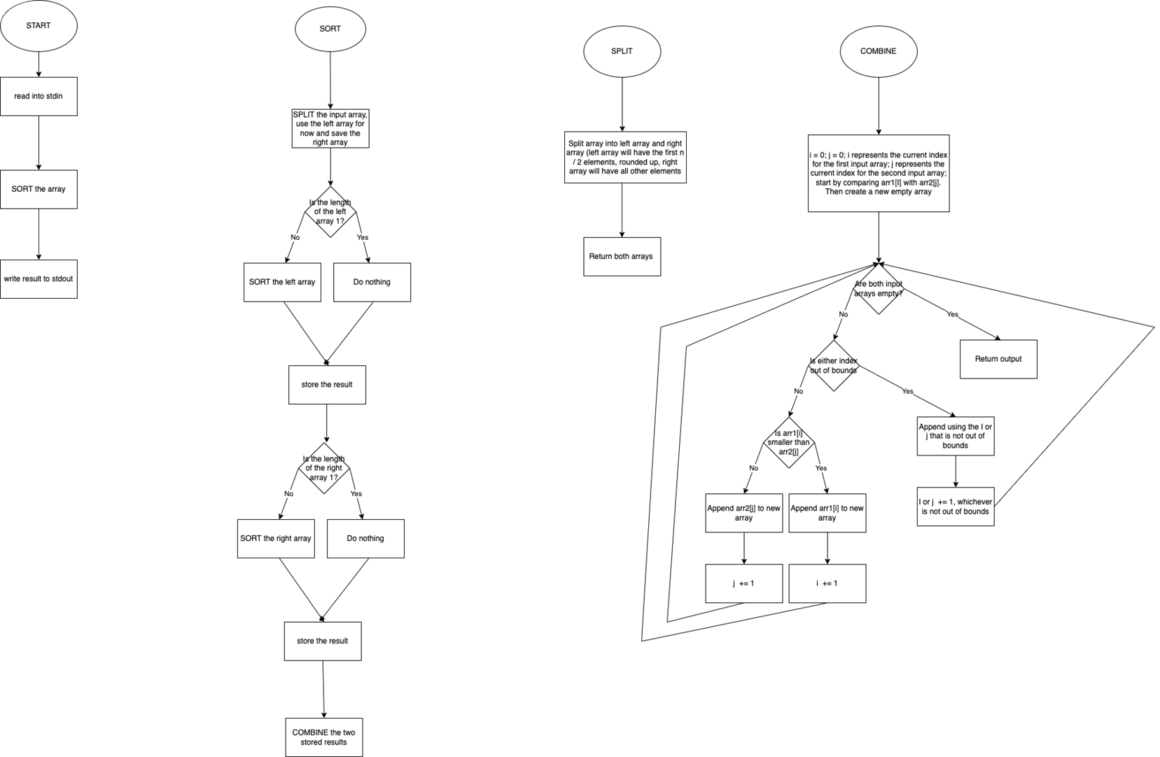 START
read into stdin
SORT the array
write result to stdout
SORT
SPLIT the input array,
use the left array for
now and save the
right array
Is the length
of the left
array 1?
No
Yes
SORT the left array
Do nothing
store the result
Is the length
of the right
array 1?
No
Yes
SORT the right array
Do nothing
store the result
COMBINE the two
stored results
SPLIT
Split array into left array and right
array (left array will have the first n
/ 2 elements, rounded up, right
array will have all other elements
Return both arrays
COMBINE
i = 0; j = 0; i represents the current index
for the first input array; j represents the
current index for the second input array;
start by comparing arr1[i] with arr2[j].
Then create a new empty array
Are both input
arrays empty?
No
Yes
Return output
Is either index
out of bounds
No
Yes
Append using the I or
j that is not out of
bounds
I or j += 1, whichever
is not out of bounds
Is arr1[i]
smaller than
arr2[j]
No
Yes
Append arr2[j] to new
array
Append arr1[i] to new
array
j += 1
i += 1